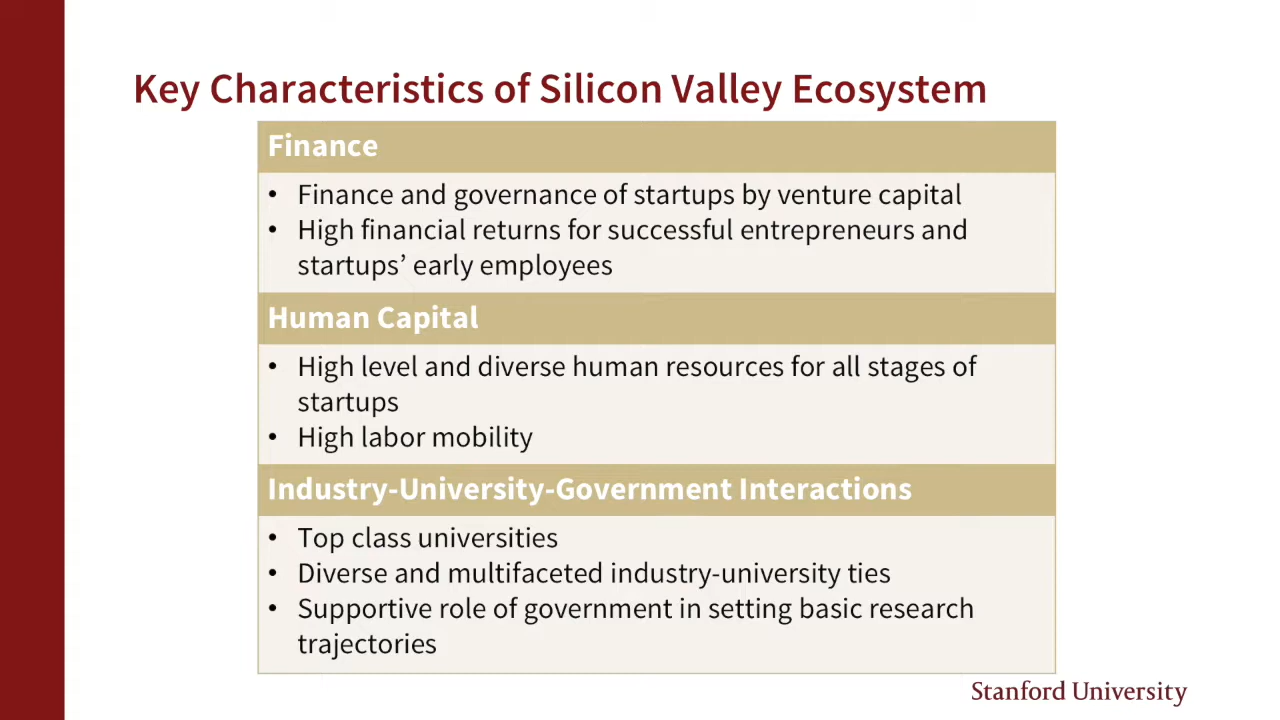 Key Characteristics of Silicon Valley Ecosystem
Finance
• Finance and governance of startups by venture capital
• High financial returns for successful entrepreneurs and
startups’ early employees
Human Capital
• High level and diverse human resources for all stages of
startups
• High labor mobility
Industry-University-Government Interactions
• Top class universities
• Diverse and multifaceted industry-university ties
• Supportive role of government in setting basic research
trajectories
Stanford University